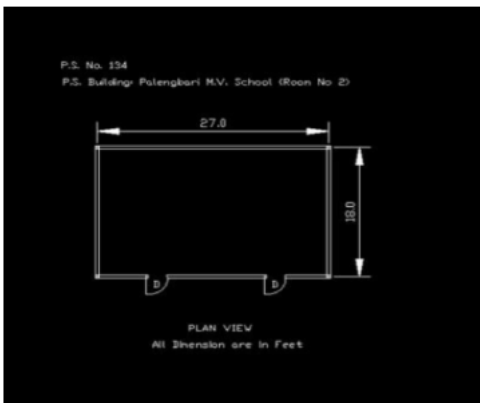 P.S. No. 134
P.S. Building- Palengbari M.V. School (Room No 2)
27.0
18.0
D
D
PLAN VIEW
All Dimension are in Feet